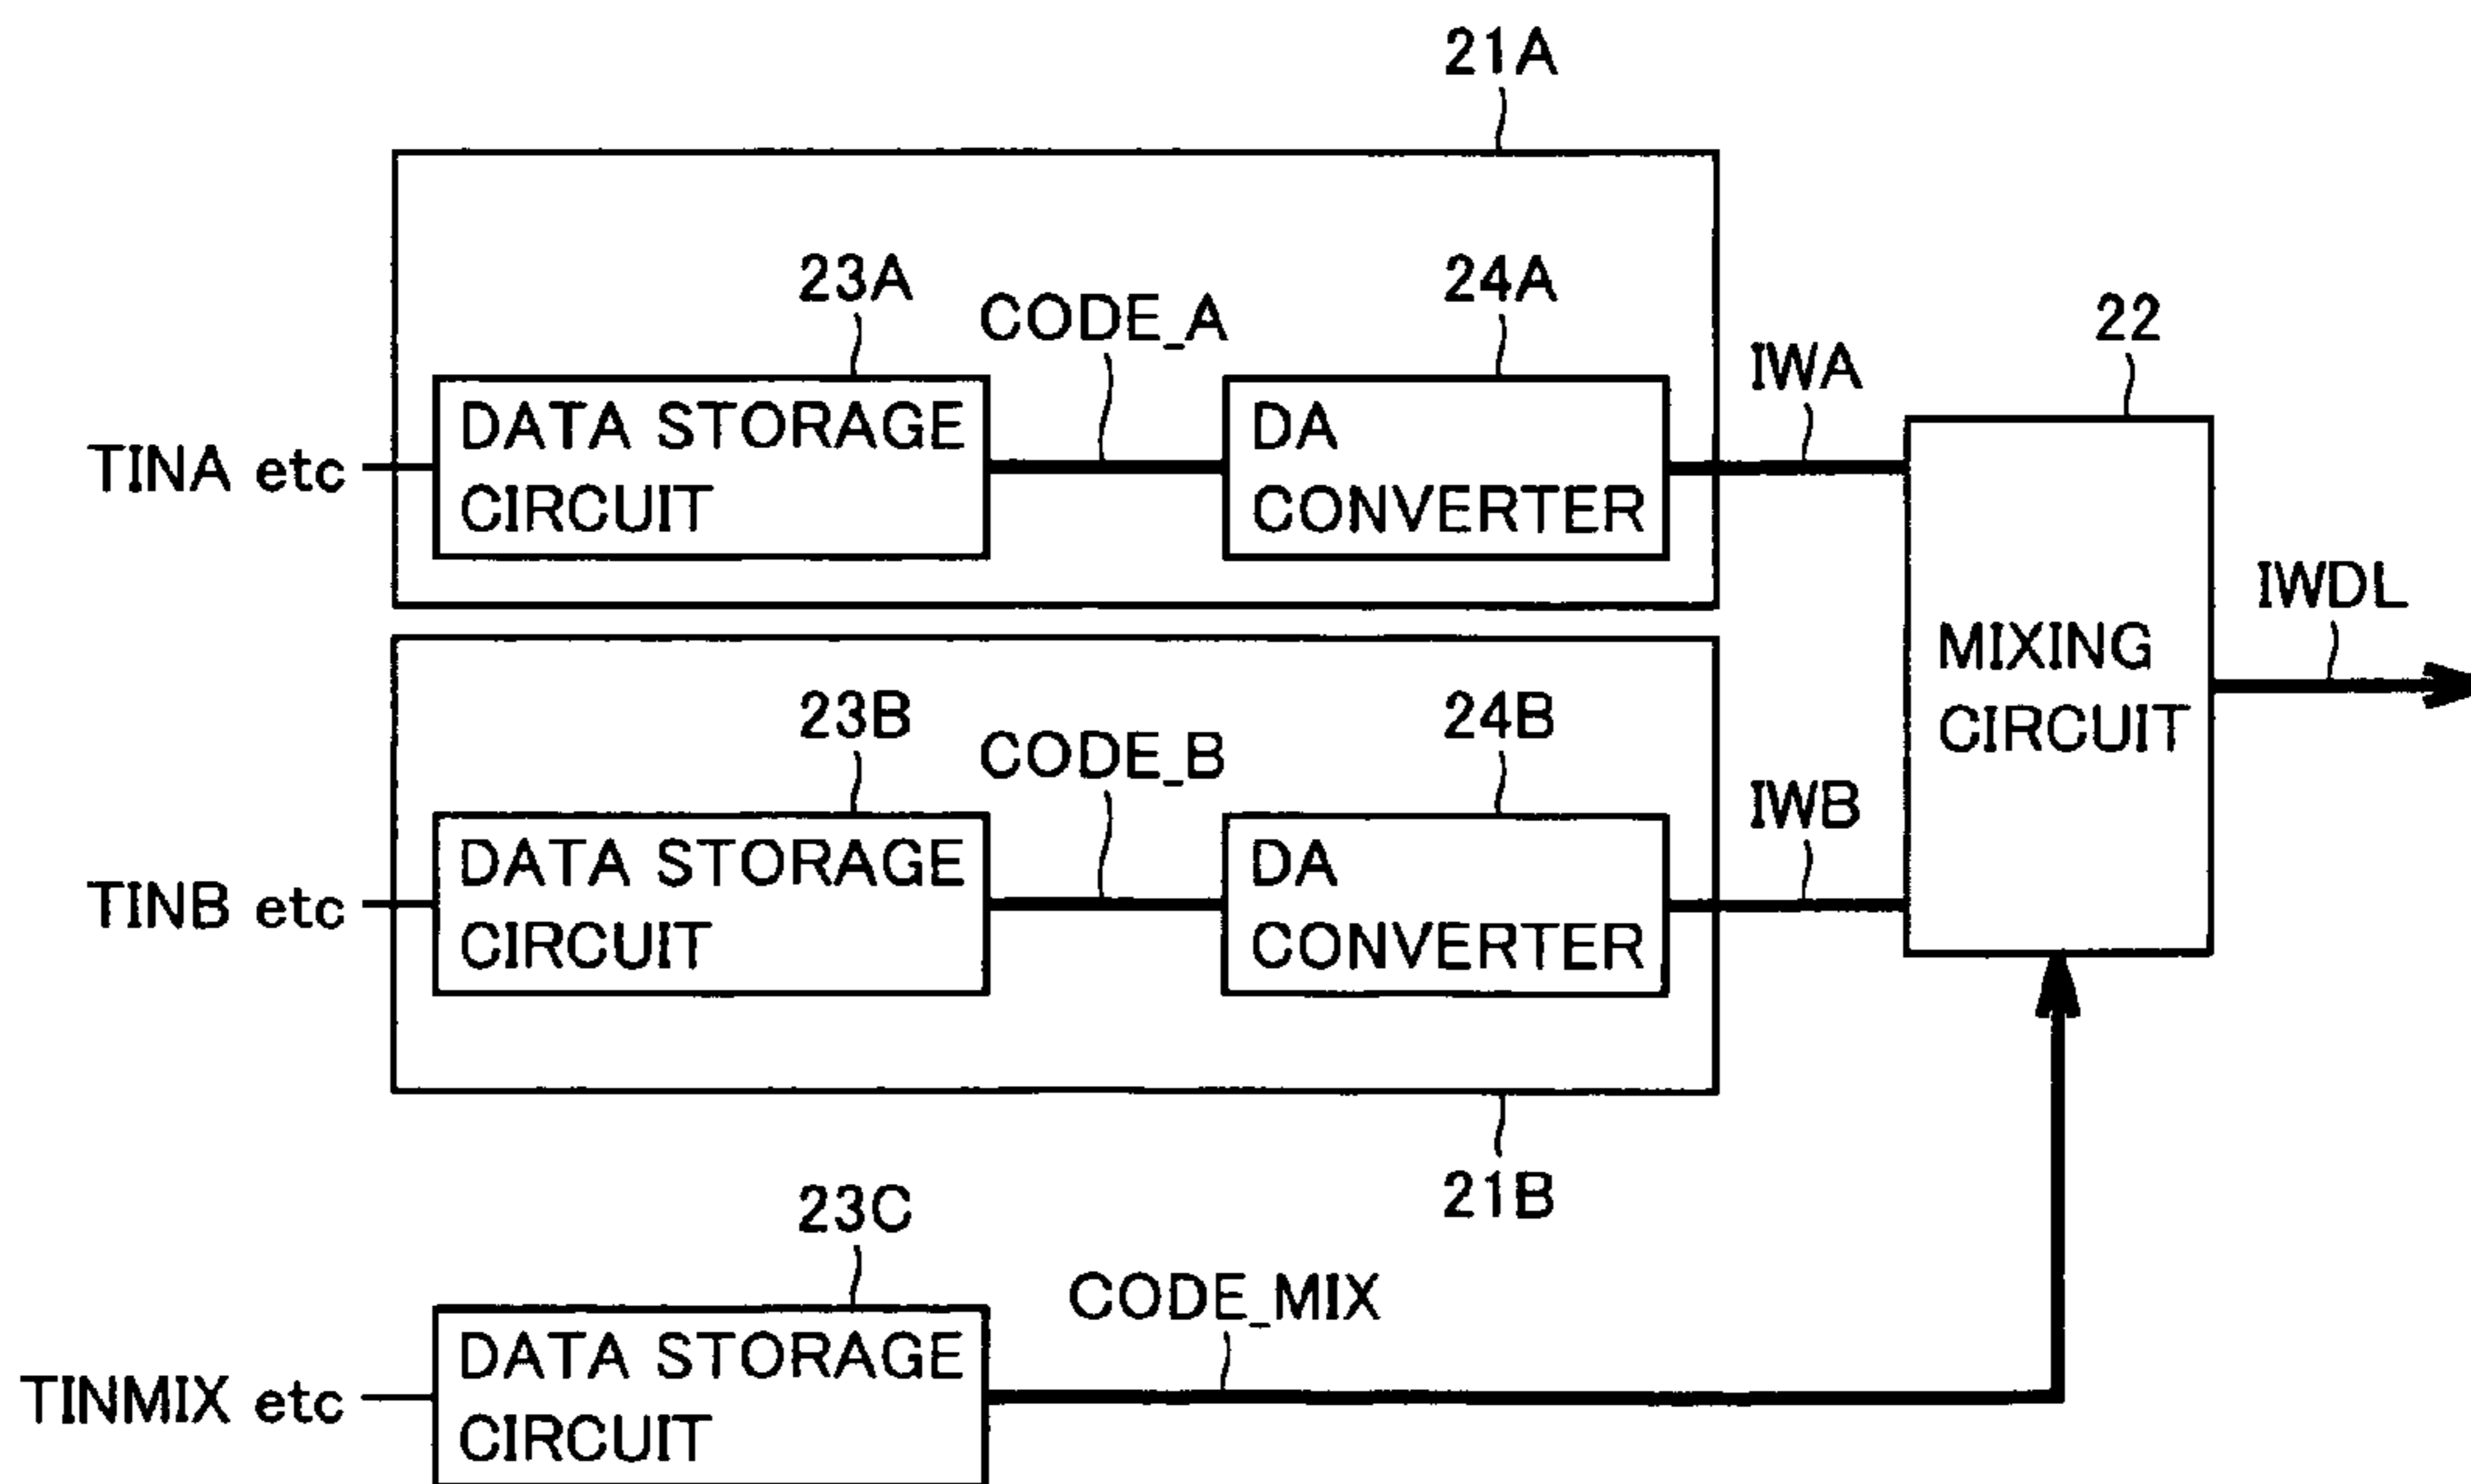 21A
23A
CODE_A
24A
22
IWA
DATA STORAGE
CIRCUIT
DA
CONVERTER
TINA etc
IWDL
MIXING
CIRCUIT
23B
CODE_B
24B
IWB
DATA STORAGE
CIRCUIT
DA
CONVERTER
TINB etc
21B
23C
CODE_MIX
DATA STORAGE
CIRCUIT
TINMIX etc